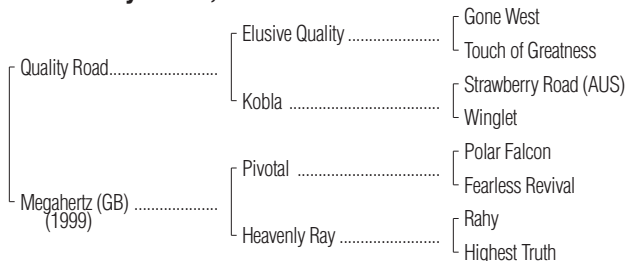 Gone West
Elusive Quality ....................
Touch of Greatness
Quality Road.......................
Strawberry Road (AUS)
Kobla .................................
Winglet
Polar Falcon
Pivotal ...............................
Fearless Revival
Megahertz (GB) ..................
(1999)
Rahy
Heavenly Ray ......................
Highest Truth